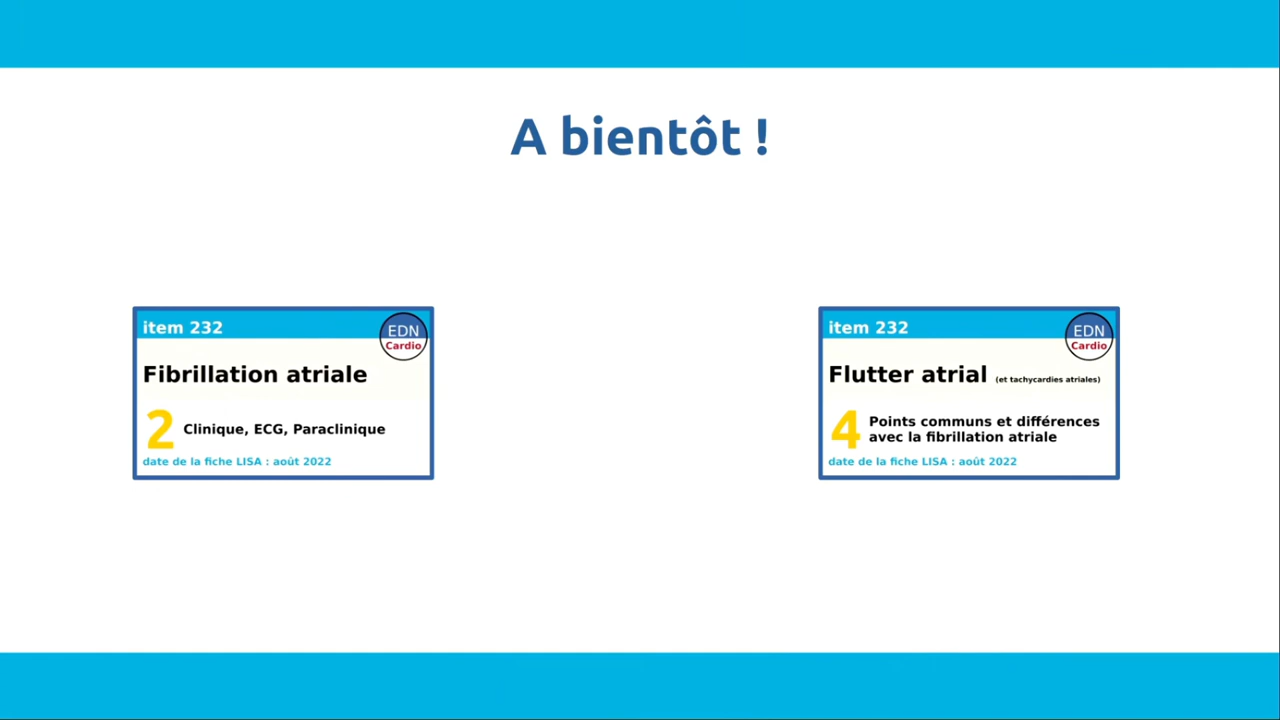 A bientôt !
item 232
EDN
Cardio
Fibrillation atriale
2 Clinique, ECG, Paraclinique
date de la fiche LISA : août 2022
item 232
EDN
Cardio
Flutter atrial (et tachycardies atriales)
4 Points communs et différences
avec la fibrillation atriale
date de la fiche LISA : août 2022